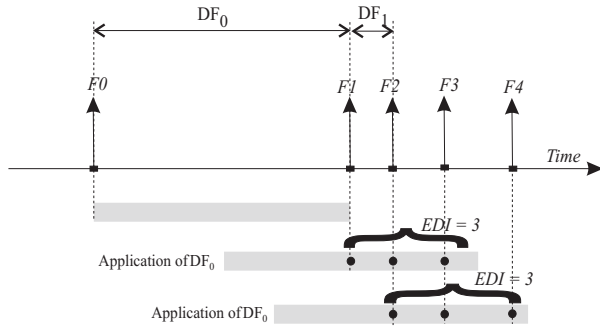 DF0 DF1
F0 F1 F2 F3 F4
Time
EDI = 3
Application of DF0
EDI = 3
Application of DF0